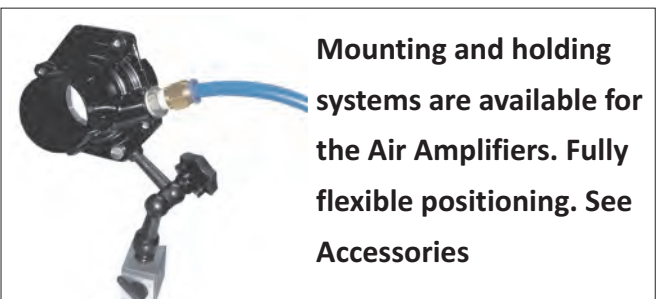 Mounting and holding
systems are available for
the Air Amplifiers. Fully
flexible positioning. See
Accessories